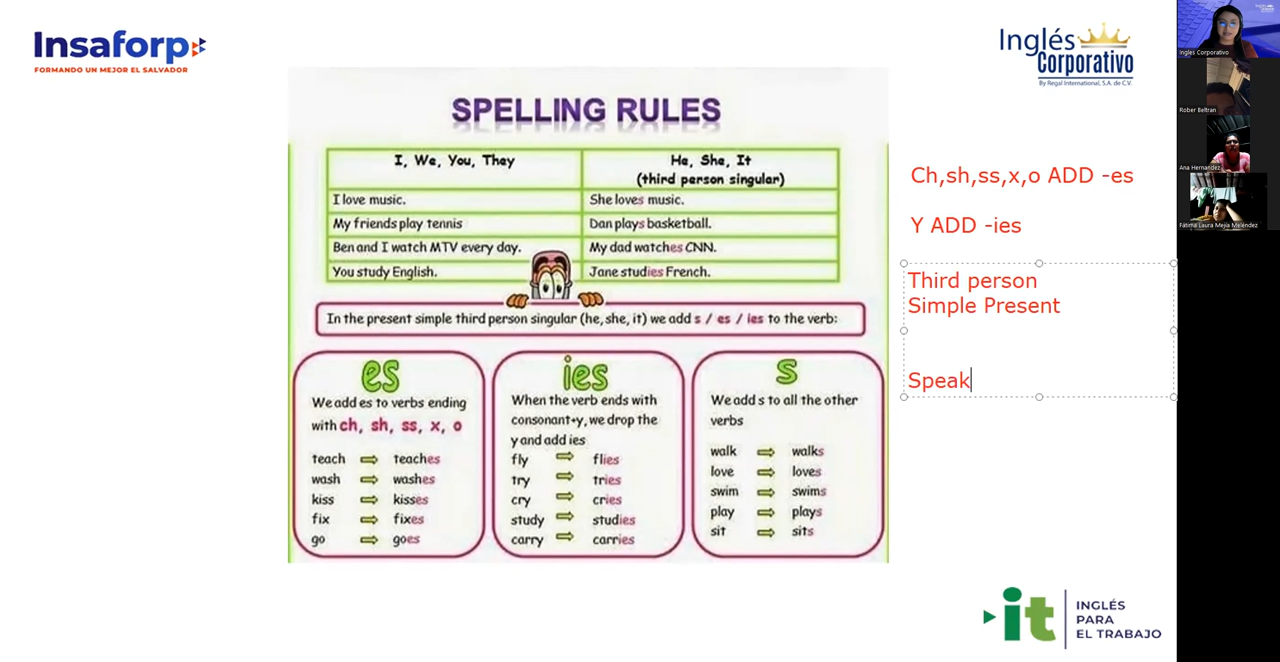 Insaforp
FORMANDO UN MEJOR EL SALVADOR
Inglés
Corporativo
By Regal International, S.A. de C.V.
SPELLING RULES
I, We, You, They
He, She, It
(third person singular)
I love music.
She loves music.
My friends play tennis
Dan plays basketball.
Ben and I watch MTV every day.
My dad watches CNN.
You study English.
Jane studies French.
In the present simple third person singular (he, she, it) we add s / es / ies to the verb:
es
We add es to verbs ending
with ch, sh, ss, x, o
teach teaches
wash washes
kiss kisses
fix fixes
go goes
ies
When the verb ends with
consonant+y, we drop the
y and add ies
fly flies
try tries
cry cries
study studies
carry carries
s
We add s to all the other
verbs
walk walks
love loves
swim swims
play plays
sit sits
Ch,sh,ss,x,o ADD -es
Y ADD -ies
Third person
Simple Present
Speak
it
INGLÉS
PARA
EL TRABAJO
Inglés Corporativo
Rober Beltran
Ana Hernandez
Fátima Laura Mejía Meléndez